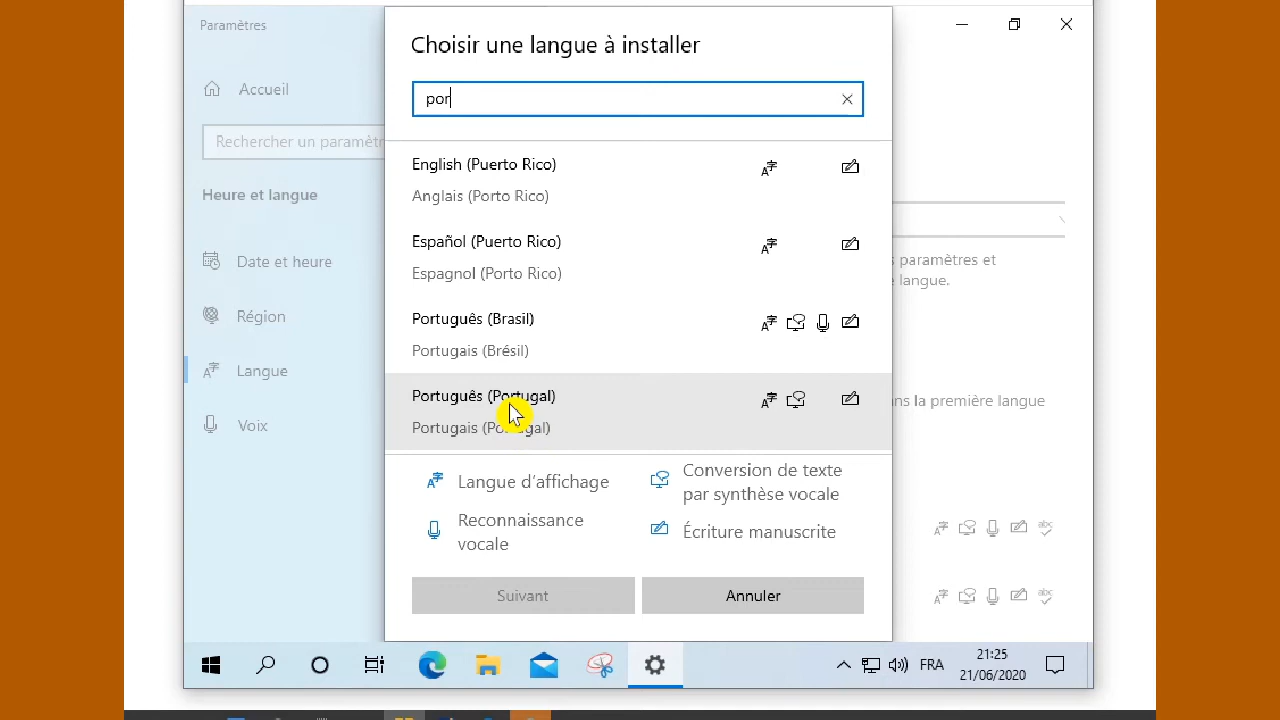 Paramètres
Accueil
Rechercher un paramètr
Heure et langue
Date et heure
Région
Langue
Voix
Choisir une langue à installer
por
English (Puerto Rico)
Anglais (Porto Rico)
Español (Puerto Rico)
Espagnol (Porto Rico)
Português (Brasil)
Portugais (Brésil)
Português (Portugal)
Portugais (Portugal)
Langue d'affichage
Conversion de texte
par synthèse vocale
Reconnaissance
vocale
Écriture manuscrite
Suivant
Annuler
s paramètres et
e langue.
ns la première langue
FRA
21:25
21/06/2020